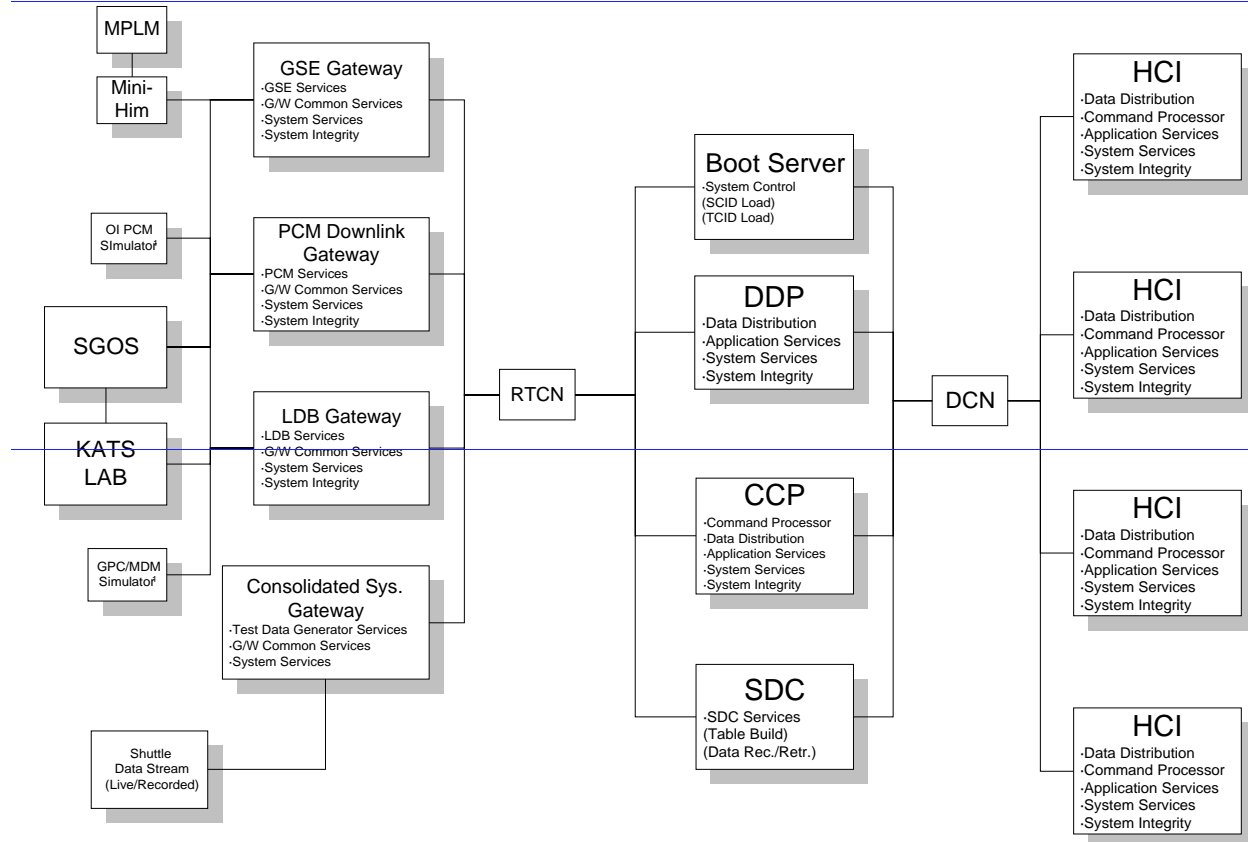 MPLM
Mini-
Him
GSE Gateway
·GSE Services
·G/W Common Services
·System Services
·System Integrity
OI PCM
SImulator¹
PCM Downlink
Gateway
·PCM Services
·G/W Common Services
·System Services
·System Integrity
SGOS
KATS
LAB
LDB Gateway
·LDB Services
·G/W Common Services
·System Services
·System Integrity
GPC/MDM
Simulator¹
Consolidated Sys.
Gateway
·Test Data Generator Services
·G/W Common Services
·System Services
Shuttle
Data Stream
(Live/Recorded)
RTCN
Boot Server
·System Control
(SCID Load)
(TCID Load)
DDP
·Data Distribution
·Application Services
·System Services
·System Integrity
CCP
·Command Processor
·Data Distribution
·Application Services
·System Services
·System Integrity
SDC
·SDC Services
(Table Build)
(Data Rec./Retr.)
DCN
HCI
·Data Distribution
·Command Processor
·Application Services
·System Services
·System Integrity
HCI
·Data Distribution
·Command Processor
·Application Services
·System Services
·System Integrity
HCI
·Data Distribution
·Command Processor
·Application Services
·System Services
·System Integrity
HCI
·Data Distribution
·Command Processor
·Application Services
·System Services
·System Integrity